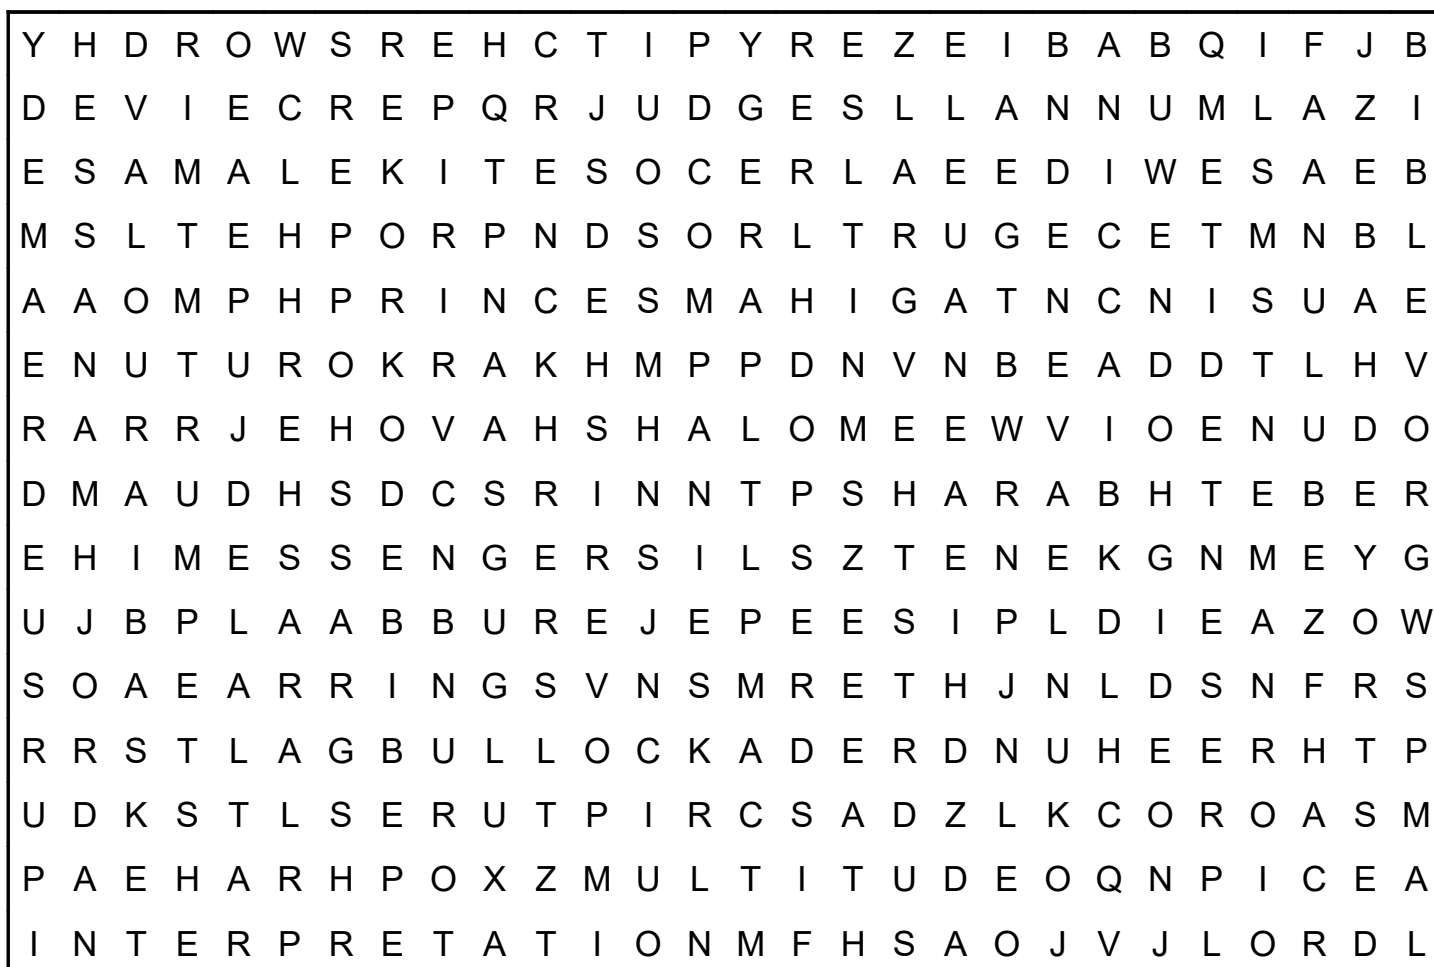 Y H D R O W S R E H C T I P Y R E Z E I B A B Q I F J B
D E V I E C R E P Q R J U D G E S L L A N N U M L A Z I
E S A M A L E K I T E S O C E R L A E E D I W E S A E B
M S L T E H P O R P N D S O R L T R U G E C E T M N B L
A A O M P H P R I N C E S M A H I G A T N C N I S U A E
E N U T U R O K R A K H M P P D N V N B E A D D T L H V
R A R R J E H O V A H S H A L O M E E W V I O E N U D O
D M A U D H S D C S R I N N T P S H A R A B H T E B E R
E H I M E S S E N G E R S I L S Z T E N E K G N M E Y G
U J B P L A A B B U R E J E P E E S I P L D I E A Z O W
S O A E A R R I N G S V N S M R E T H J N L D S N F R S
R R S T L A G B U L L O C K A D E R D N U H E E R H T P
U D K S T L S E R U T P I R C S A D Z L K C O R O A S M
P A E H A R H P O X Z M U L T I T U D E O Q N P I C E A
I N T E R P R E T A T I O N M F H S A O J V J L O R D L